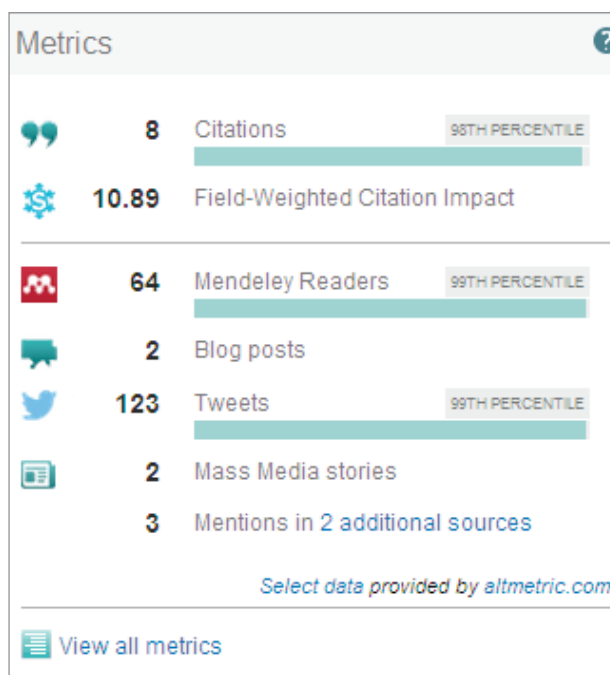 Metrics ?
8 Citations 98TH PERCENTILE
10.89 Field-Weighted Citation Impact
64 Mendeley Readers 99TH PERCENTILE
2 Blog posts
123 Tweets 99TH PERCENTILE
2 Mass Media stories
3 Mentions in 2 additional sources
Select data provided by altmetric.com
View all metrics